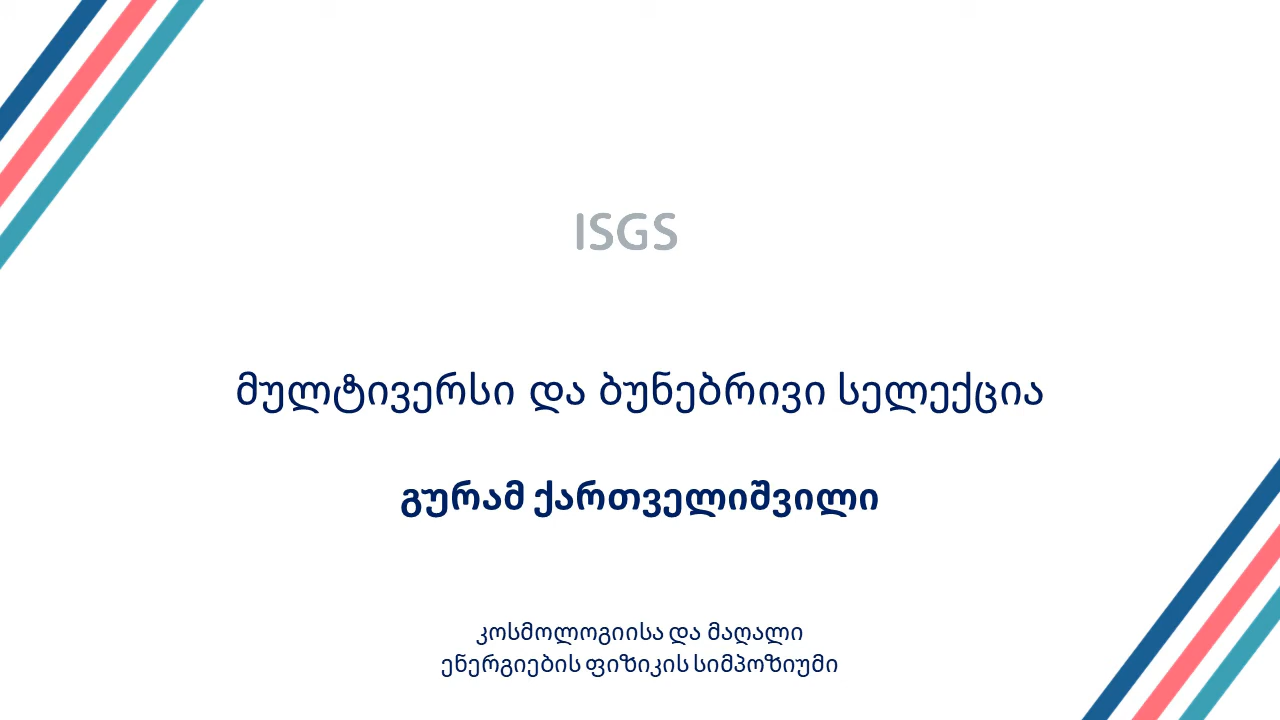 ISGS
მულტივერსი და ბუნებრივი სელექცია
გურამ ქართველიშვილი
კოსმოლოგიისა და მაღალი
ენერგიების ფიზიკის სიმპოზიუმი